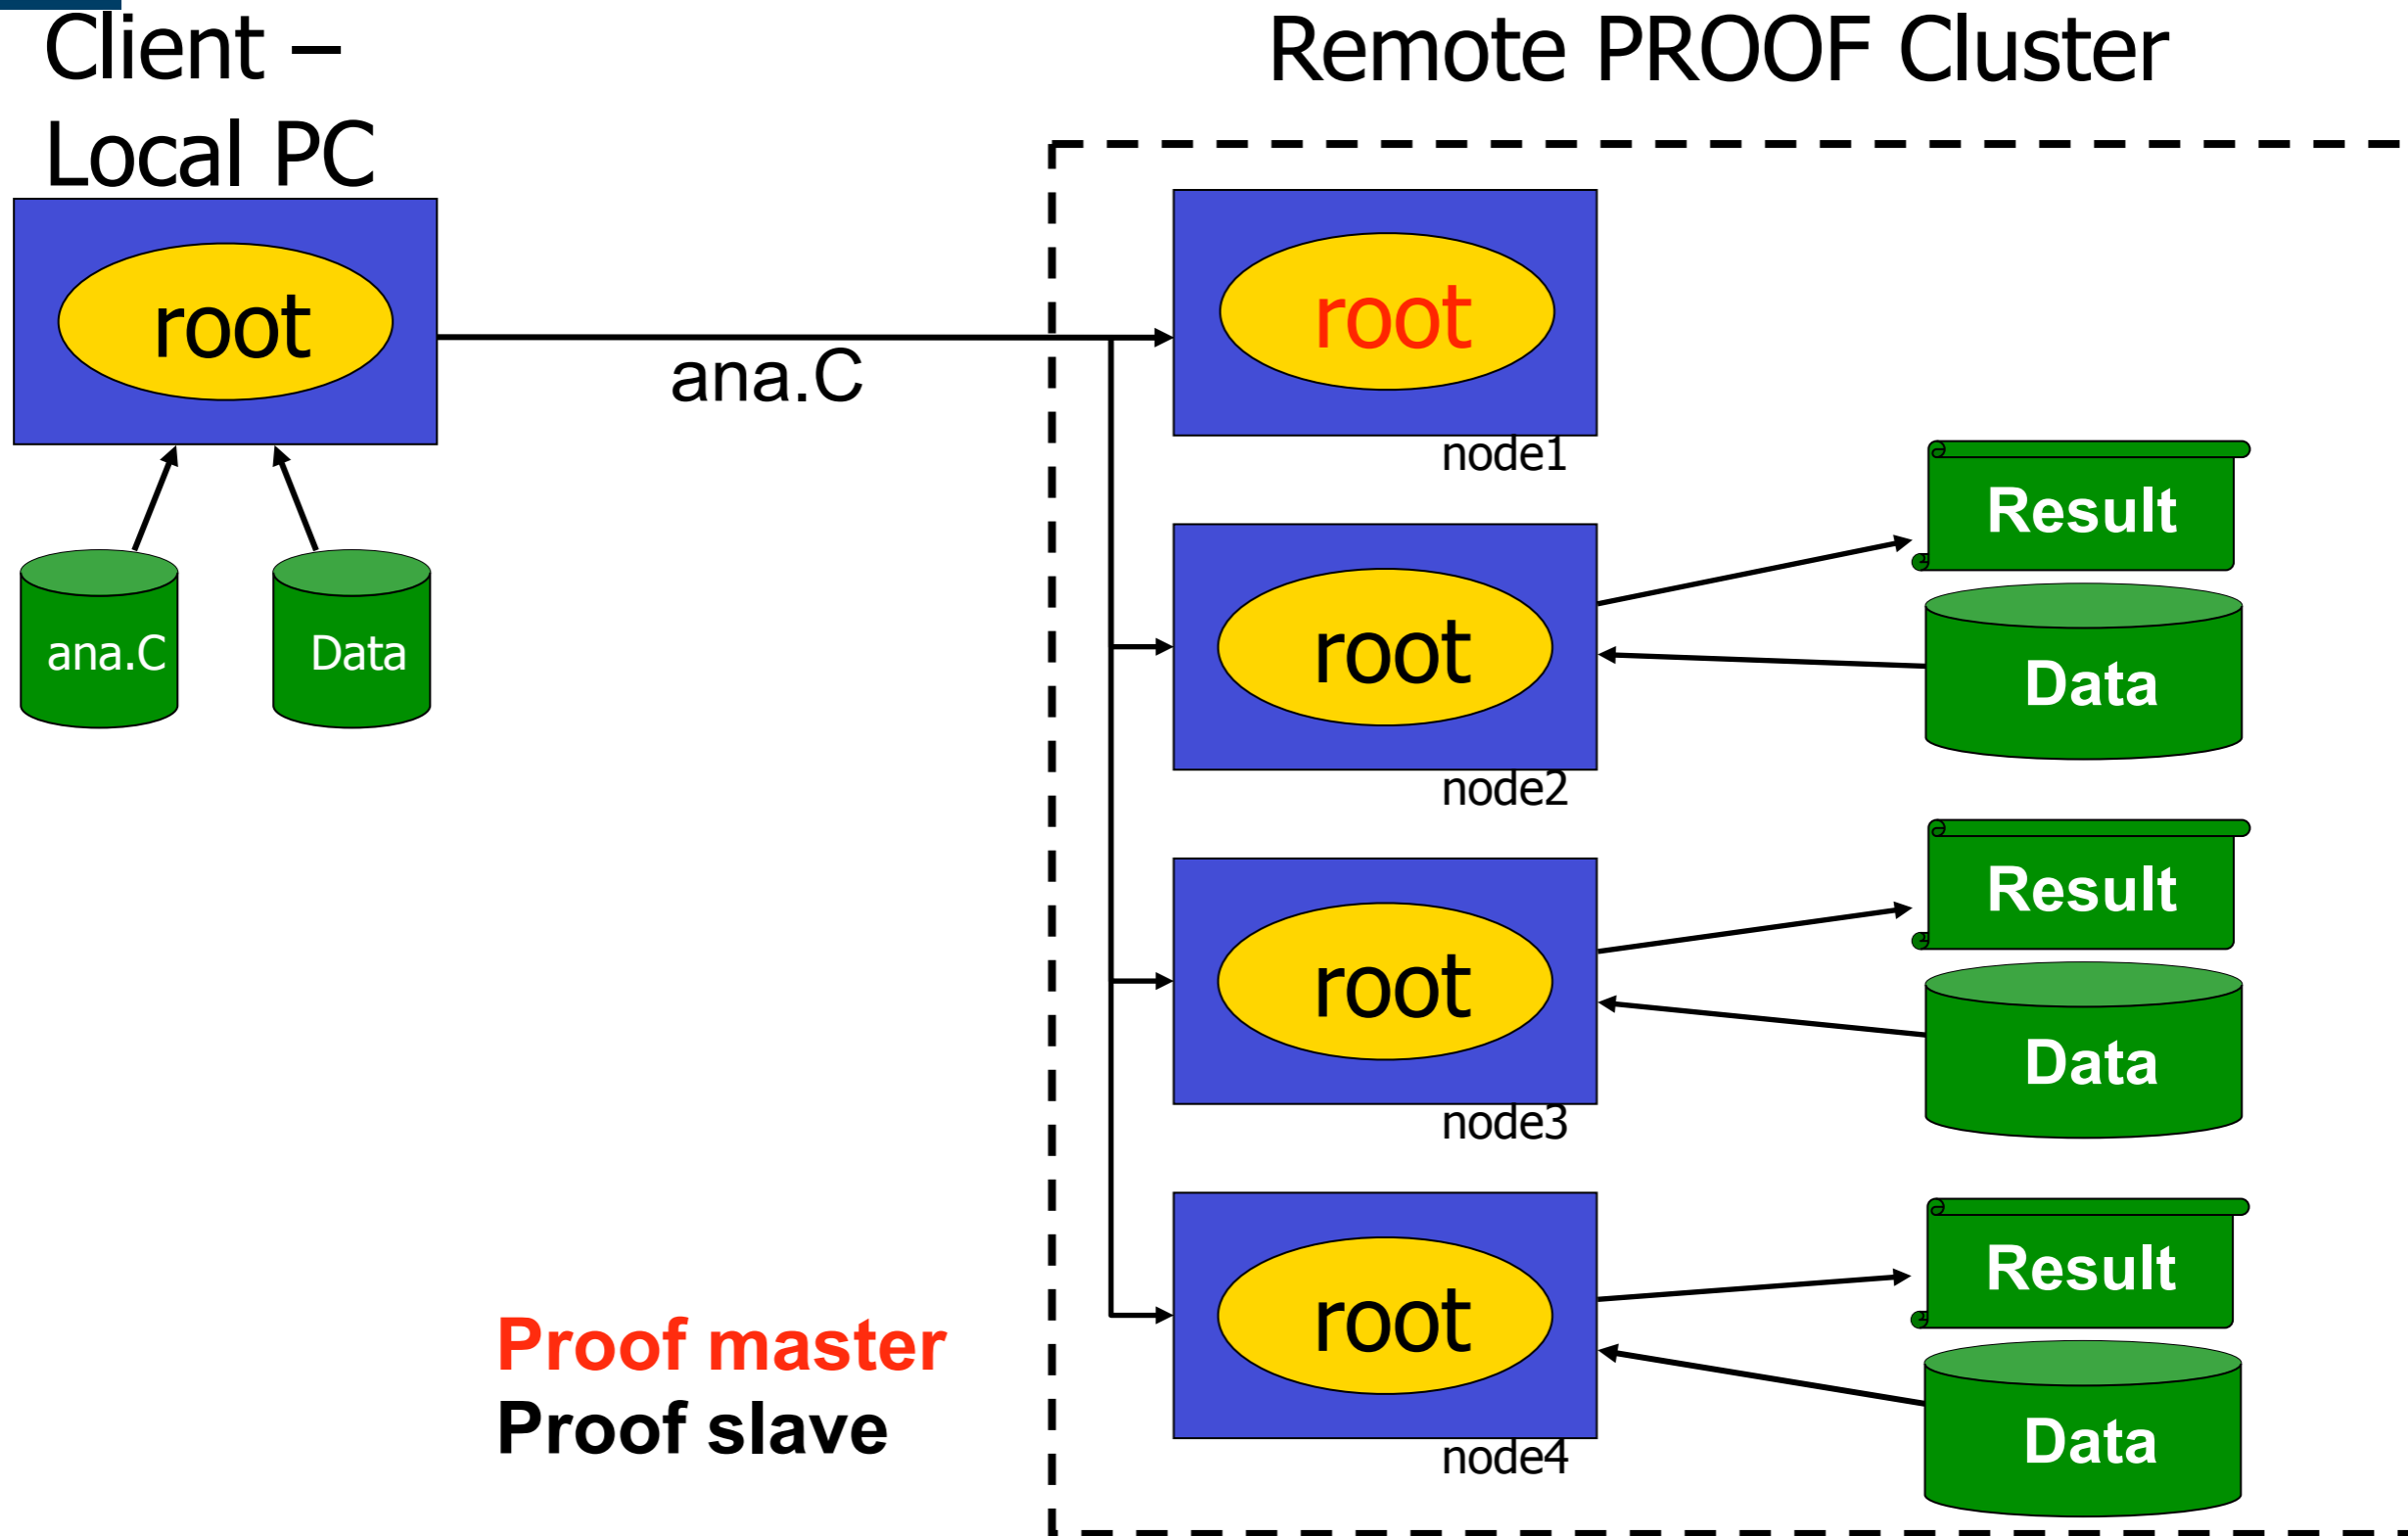 Client –
Local PC
Remote PROOF Cluster
root
ana.C
Data
ana.C
root
node1
root
node2
Result
Data
root
node3
Result
Data
root
node4
Result
Data
Proof master
Proof slave